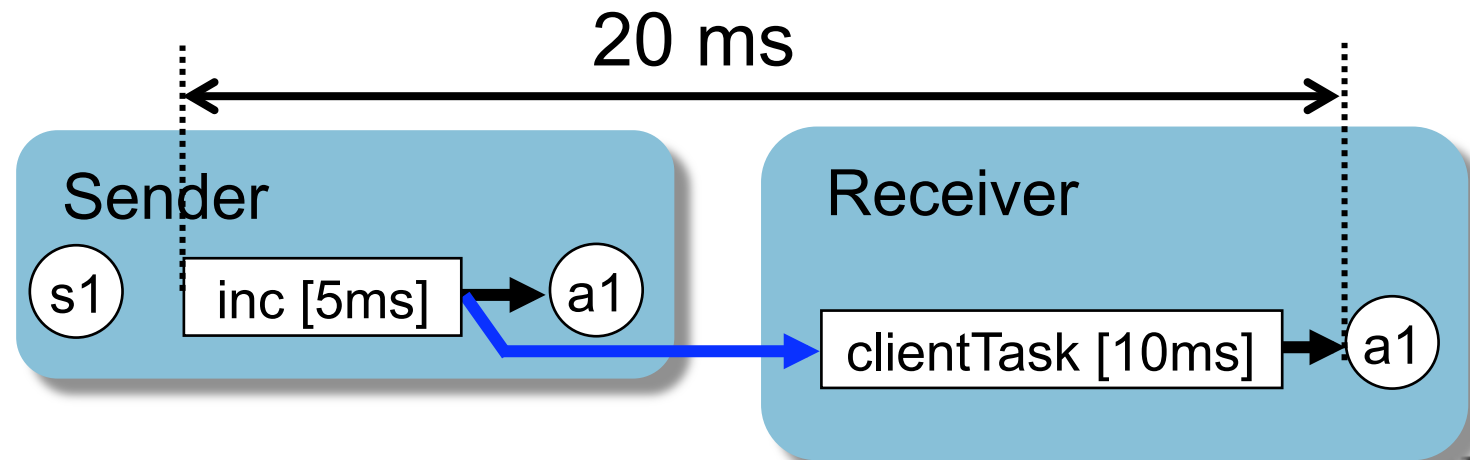 20 ms
Sender
s1
inc [5ms]
a1
Receiver
clientTask [10ms]
a1